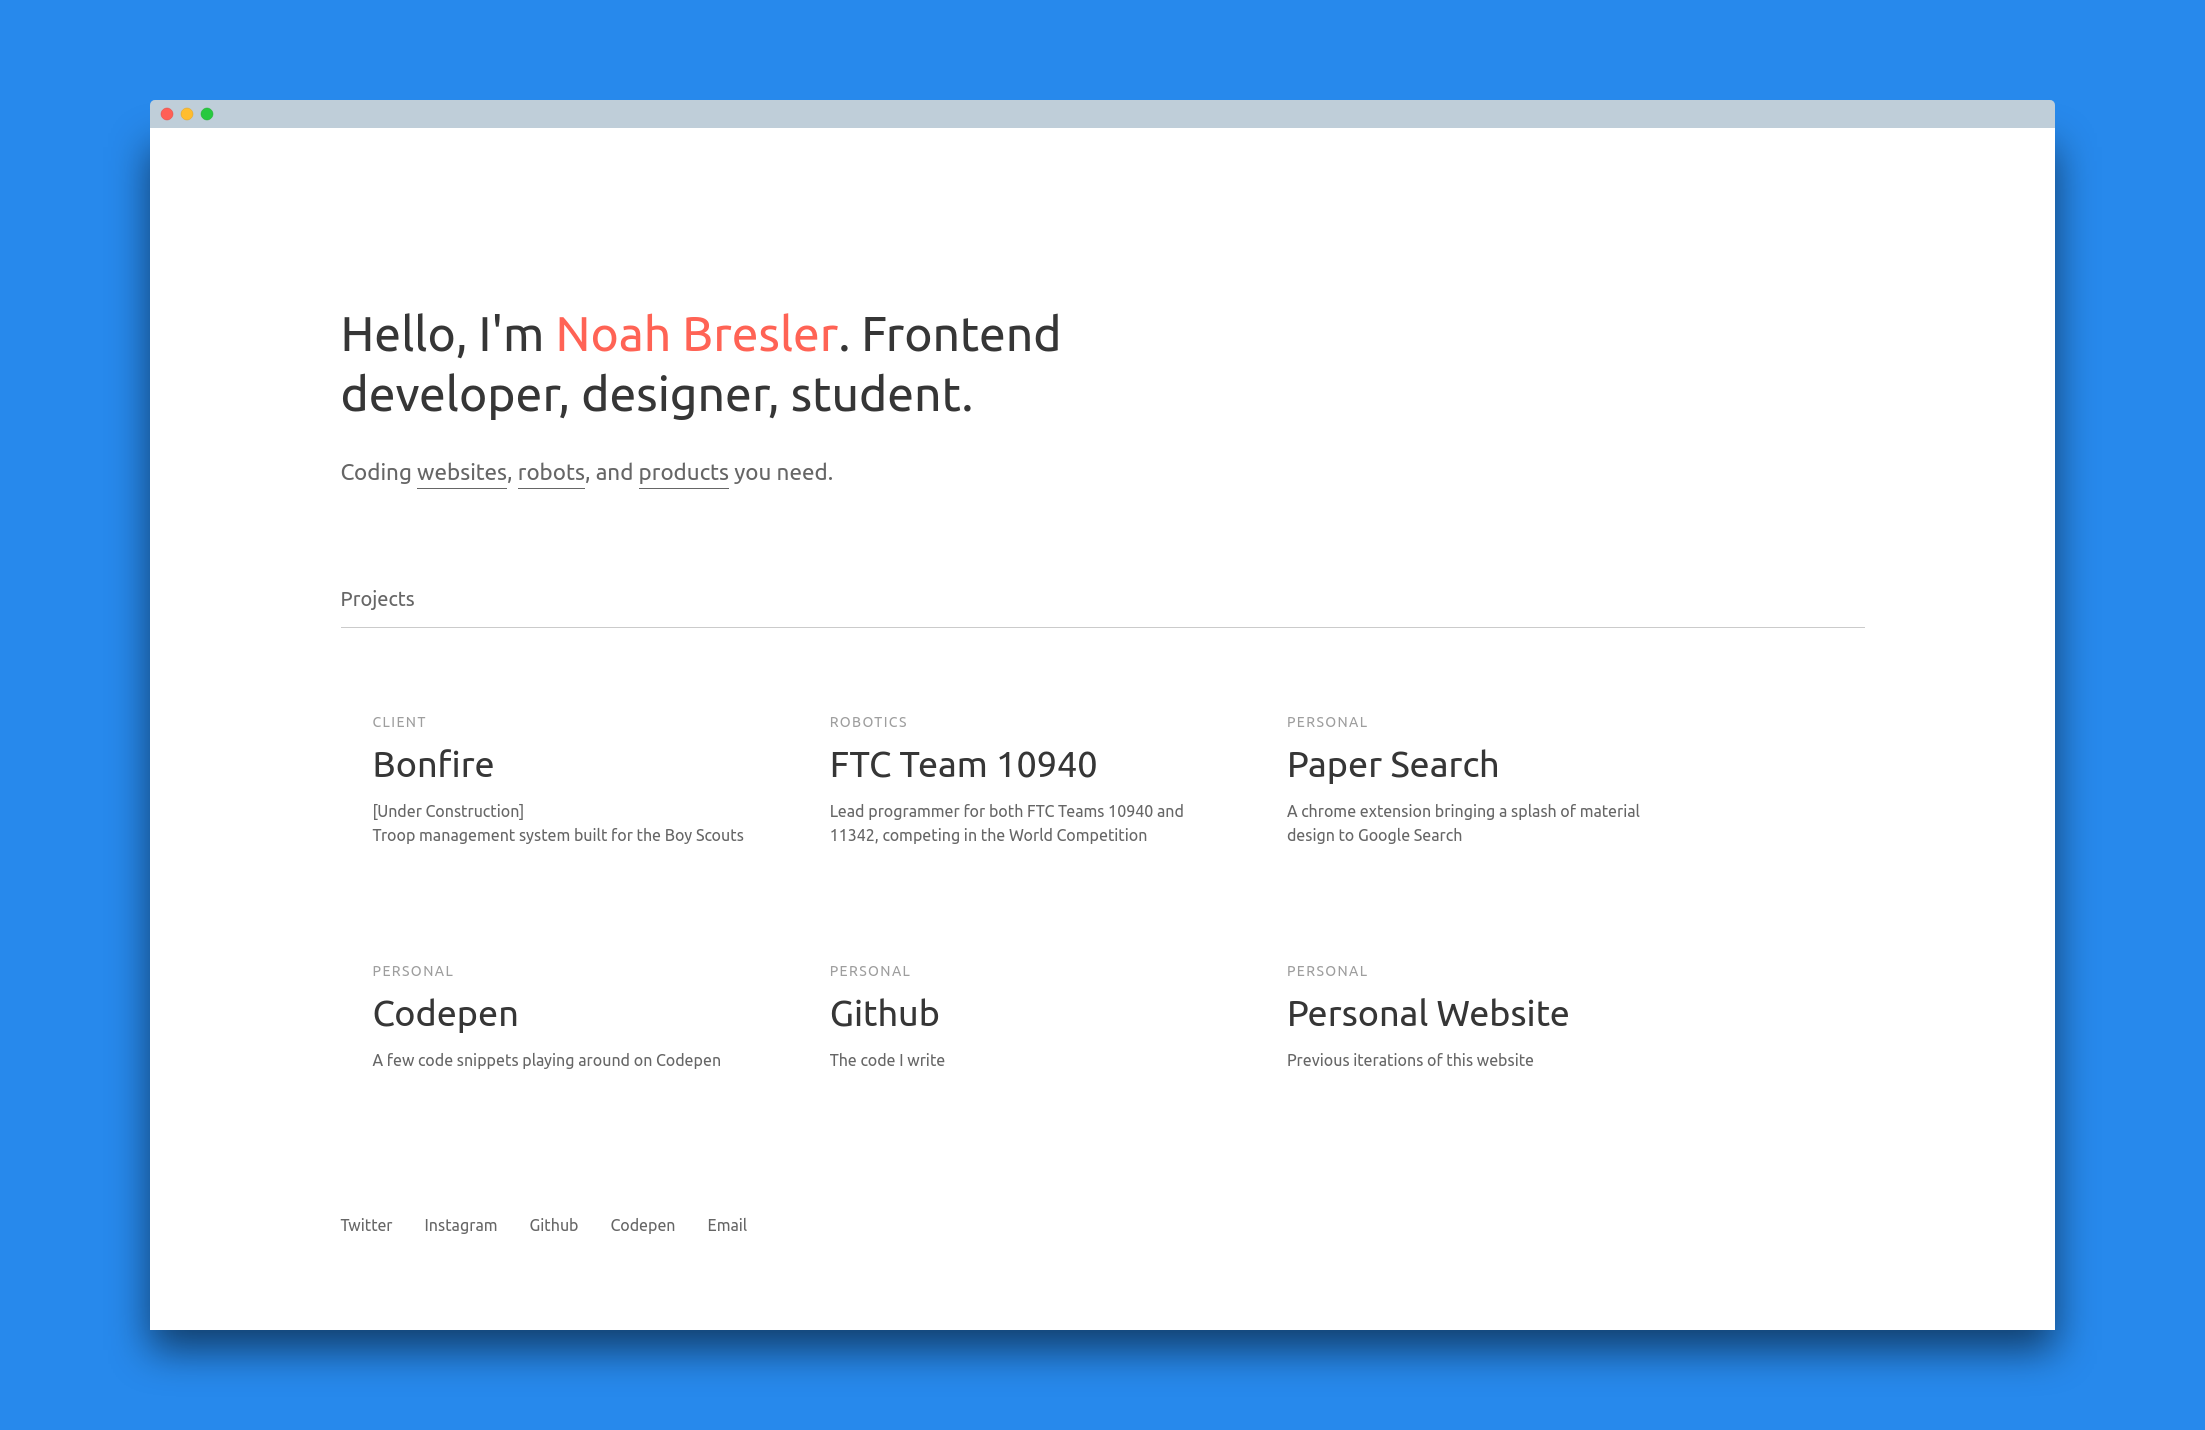 Hello, I'm Noah Bresler. Frontend
developer, designer, student.
Coding websites, robots, and products you need.
Projects
CLIENT
Bonfire
[Under Construction]
Troop management system built for the Boy Scouts
ROBOTICS
FTC Team 10940
Lead programmer for both FTC Teams 10940 and
11342, competing in the World Competition
PERSONAL
Paper Search
A chrome extension bringing a splash of material
design to Google Search
PERSONAL
Codepen
A few code snippets playing around on Codepen
PERSONAL
Github
The code I write
PERSONAL
Personal Website
Previous iterations of this website
Twitter Instagram Github Codepen Email